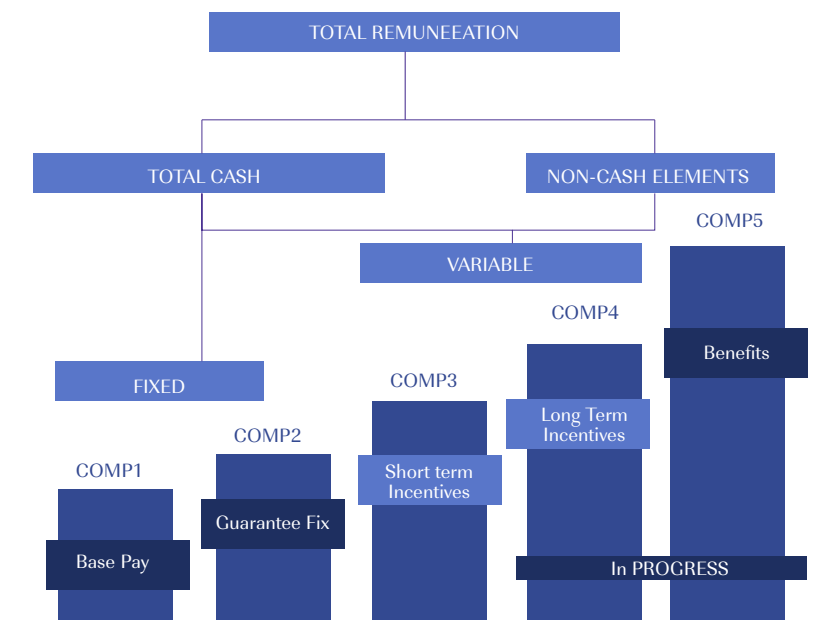 TOTAL REMUNEEATION
TOTAL CASH
NON-CASH ELEMENTS
COMP5
VARIABLE
COMP4
Benefits
FIXED
COMP3
Long Term
Incentives
COMP2
COMP1
Short term
Incentives
Guarantee Fix
Base Pay
In PROGRESS